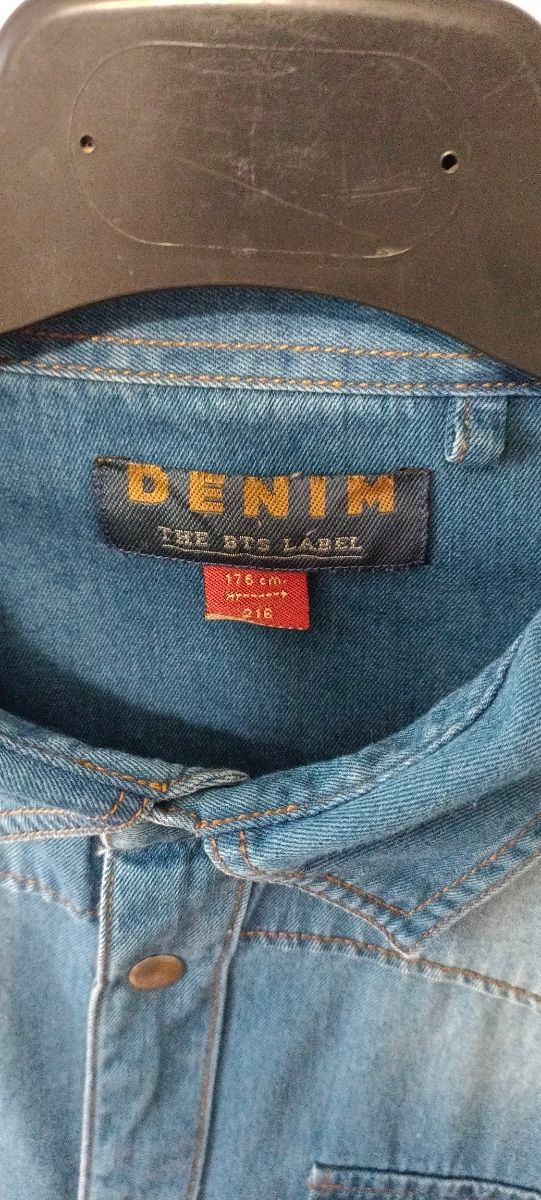 DENIM
THE BTS LABEL
176 cm.
216